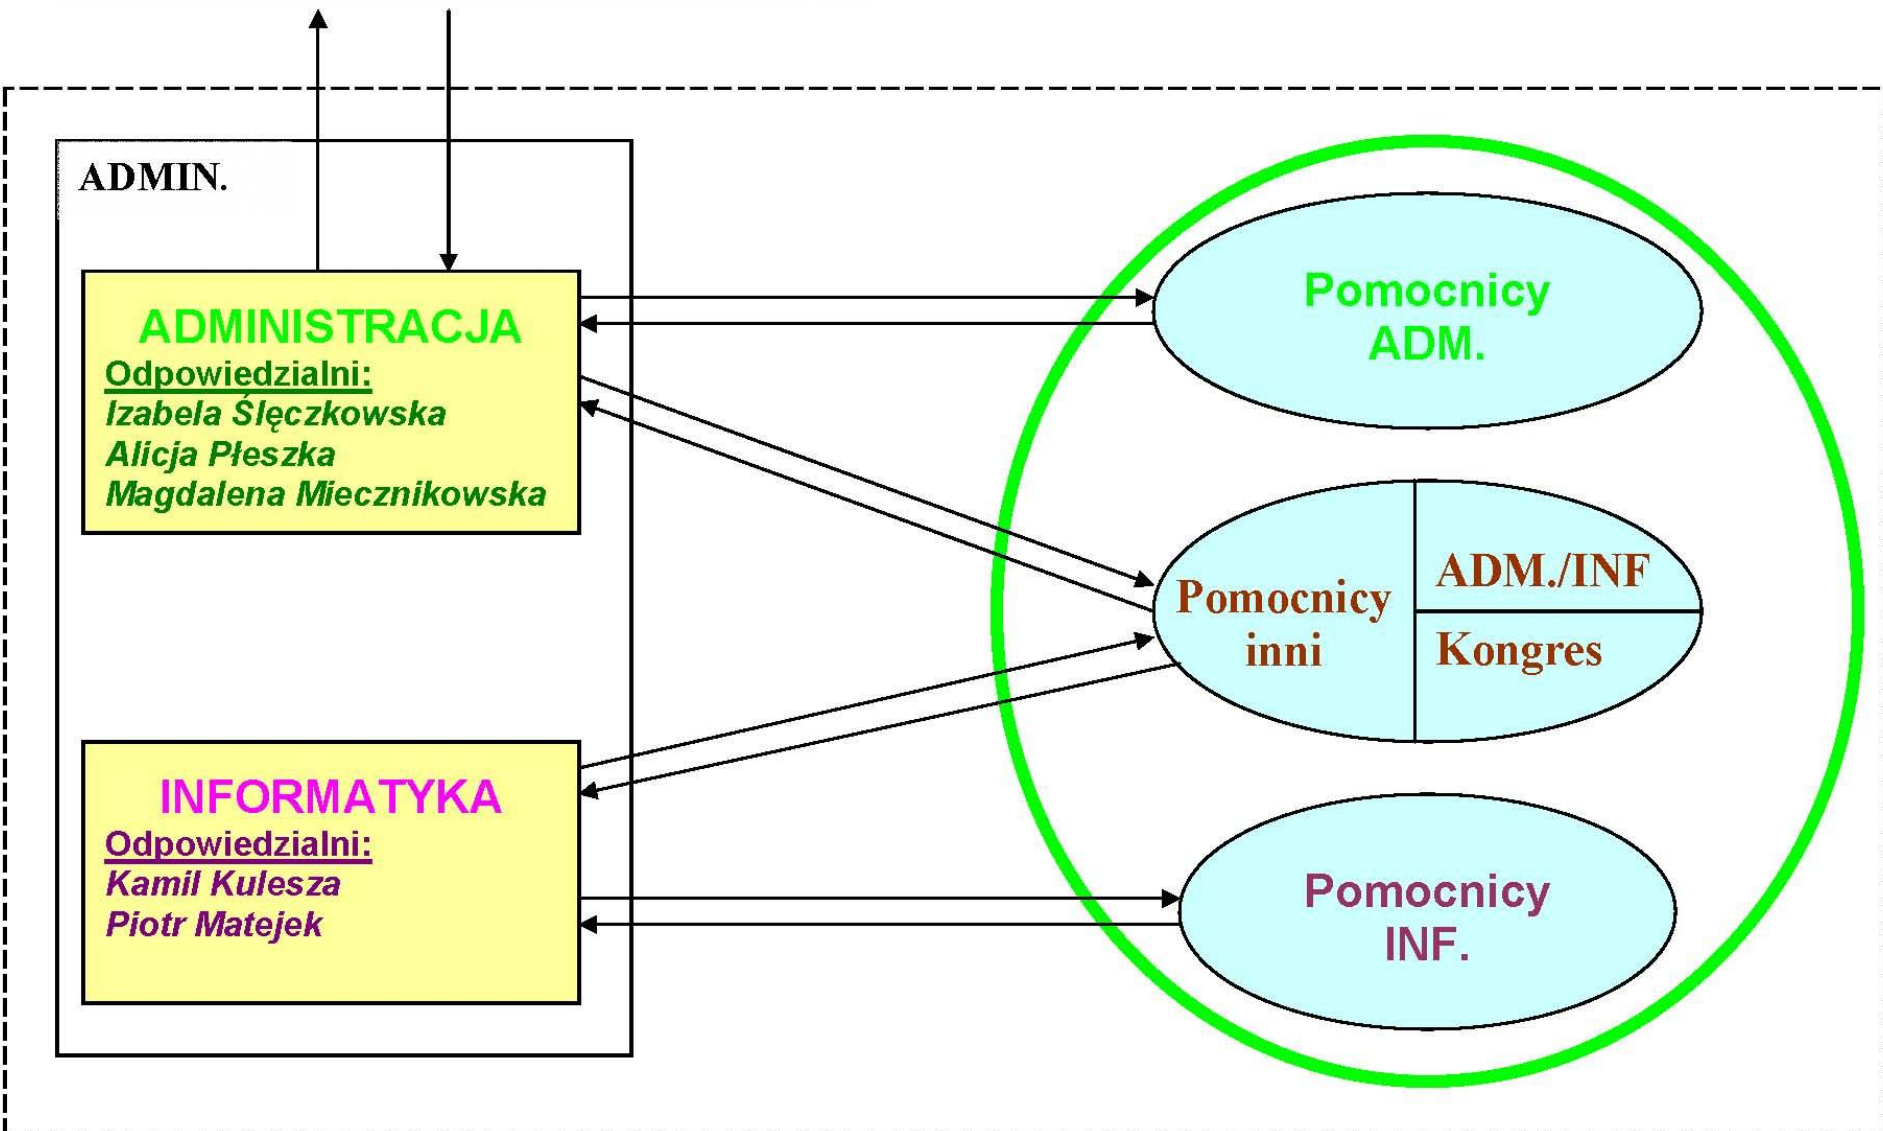 ADMIN.
ADMINISTRACJA
Odpowiedzialni:
Izabela Ślęczkowska
Alicja Płeszka
Magdalena Miecznikowska
INFORMATYKA
Odpowiedzialni:
Kamil Kulesza
Piotr Matejek
Pomocnicy
ADM.
Pomocnicy
inni
ADM./INF
Kongres
Pomocnicy
INF.